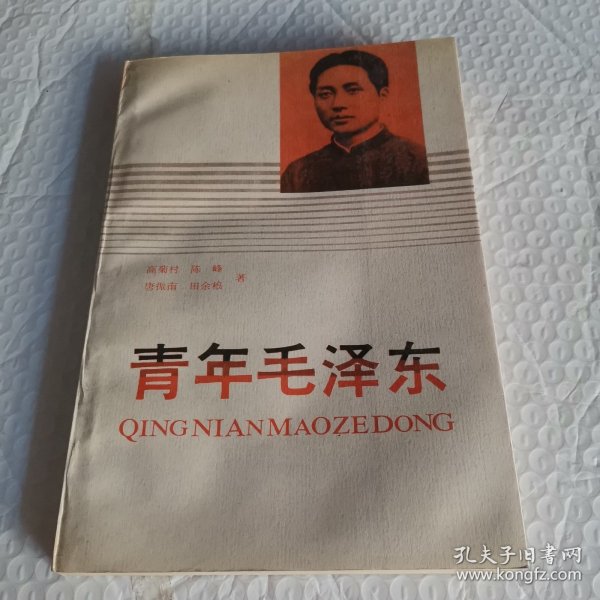 高菊村 陈峰
唐振南 田余粮
著
青年毛泽东
QINGNIANMAOZEDONG
孔夫子旧书网
www.kongfz.com